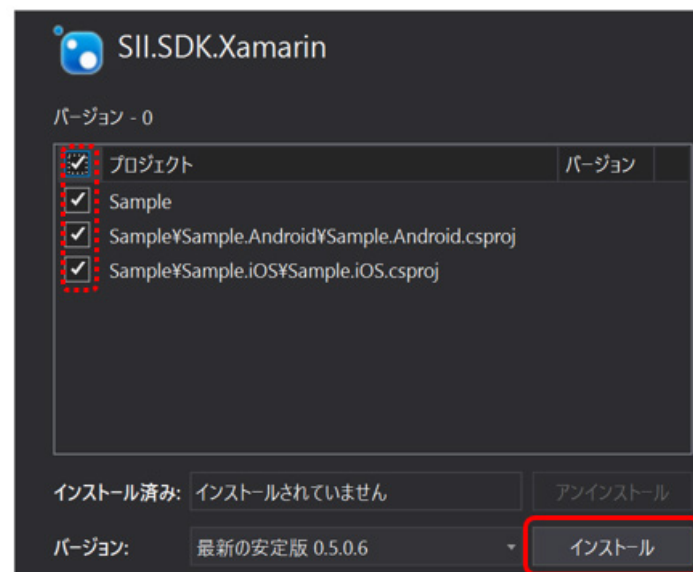 SII.SDK.Xamarin
バージョン - 0
プロジェクト バージョン
Sample
Sample¥Sample.Android¥Sample.Android.csproj
Sample¥Sample.iOS¥Sample.iOS.csproj
インストール済み: インストールされていません アンインストール
バージョン: 最新の安定版 0.5.0.6 インストール